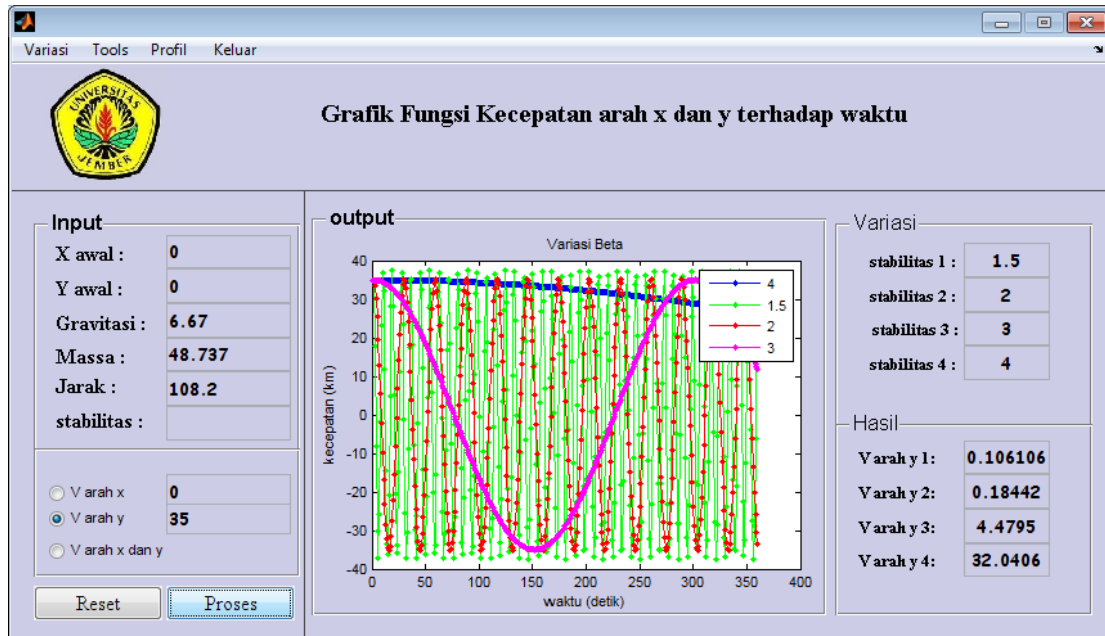 Variasi Tools Profil Keluar
UNIVERSITAS
JEMBER
Grafik Fungsi Kecepatan arah x dan y terhadap waktu
Input
X awal : 0
Y awal : 0
Gravitasi : 6.67
Massa : 48.737
Jarak : 108.2
stabilitas :
V arah x 0
V arah y 35
V arah x dan y
Reset Proses
output
Variasi Beta
kecepatan (km)
40
30
20
10
0
-10
-20
-30
-40
0 50 100 150 200 250 300 350 400
waktu (detik)
4
1.5
2
3
Variasi
stabilitas 1 : 1.5
stabilitas 2 : 2
stabilitas 3 : 3
stabilitas 4 : 4
Hasil
V arah y 1: 0.106106
V arah y 2: 0.18442
V arah y 3: 4.4795
V arah y 4: 32.0406